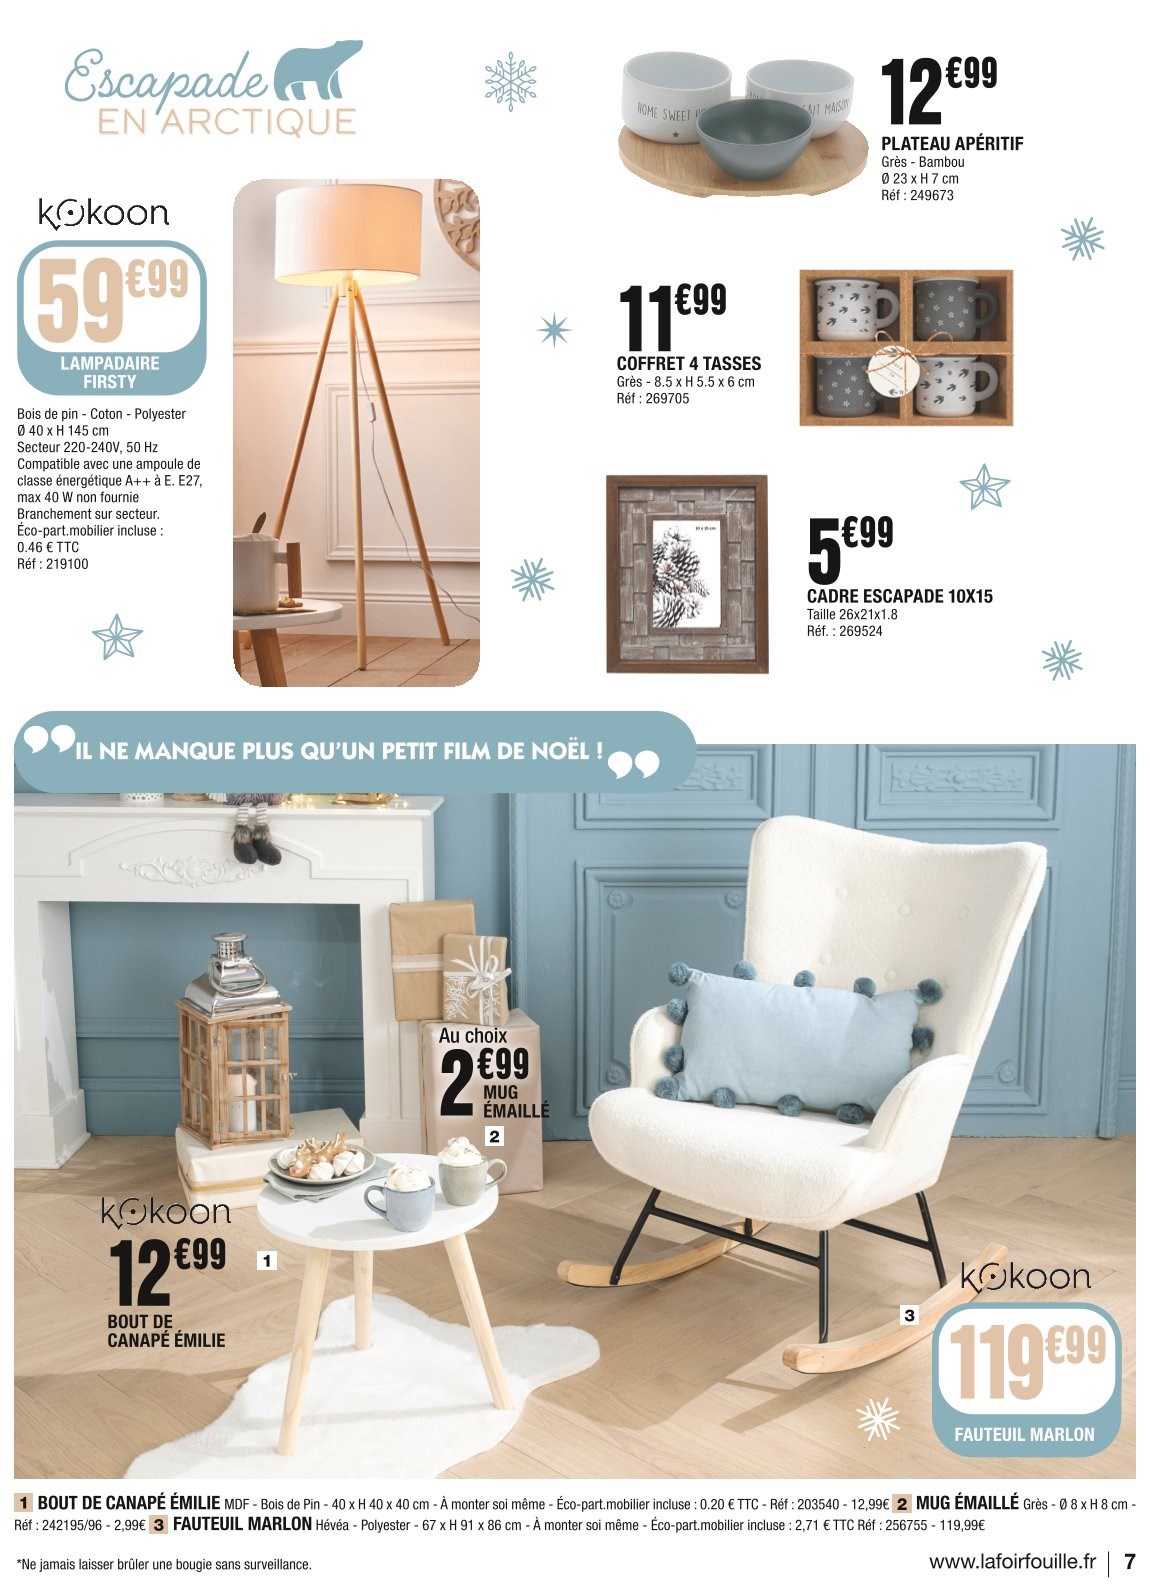 Escapade
EN ARCTIQUE
kokoon
59€99
LAMPADAIRE
FIRSTY
Bois de pin - Coton - Polyester
Ø 40 x H 145 cm
Secteur 220-240V, 50 Hz
Compatible avec une ampoule de
classe énergétique A++ à E. E27,
max 40 W non fournie
Branchement sur secteur.
Éco-part.mobilier incluse :
0.46 € TTC
Réf : 219100
HOME SWEET
MAISON
12€99
PLATEAU APÉRITIF
Grès - Bambou
Ø 23 x H 7 cm
Réf : 249673
11€99
COFFRET 4 TASSES
Grès - 8.5 x H 5.5 x 6 cm
Réf : 269705
10 x 15 cm
5€99
CADRE ESCAPADE 10X15
Taille 26x21x1.8
Réf. : 269524
”IL NE MANQUE PLUS QU’UN PETIT FILM DE NOËL ! ”
Au choix
2€99
MUG
ÉMAILLÉ
2
kokoon
12€99
BOUT DE
CANAPÉ ÉMILIE
1
kokoon
3
119€99
FAUTEUIL MARLON
1 BOUT DE CANAPÉ ÉMILIE MDF - Bois de Pin - 40 x H 40 x 40 cm - À monter soi même - Éco-part.mobilier incluse : 0.20 € TTC - Réf : 203540 - 12,99€ 2 MUG ÉMAILLÉ Grès - Ø 8 x H 8 cm -
Réf : 242195/96 - 2,99€ 3 FAUTEUIL MARLON Hévéa - Polyester - 67 x H 91 x 86 cm - À monter soi même - Éco-part.mobilier incluse : 2,71 € TTC Réf : 256755 - 119,99€
*Ne jamais laisser brûler une bougie sans surveillance.
www.lafoirfouille.fr | 7